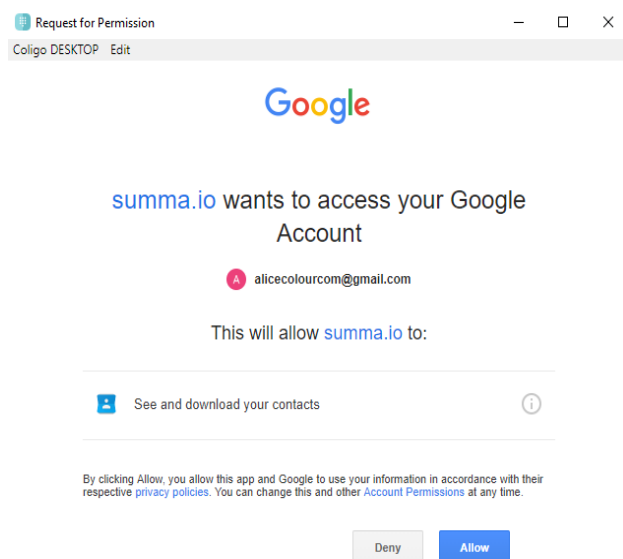 Request for Permission
Coligo DESKTOP Edit
Google
summa.io wants to access your Google
Account
A alicecolourcom@gmail.com
This will allow summa.io to:
See and download your contacts
By clicking Allow, you allow this app and Google to use your information in accordance with their
respective privacy policies. You can change this and other Account Permissions at any time.
Deny Allow